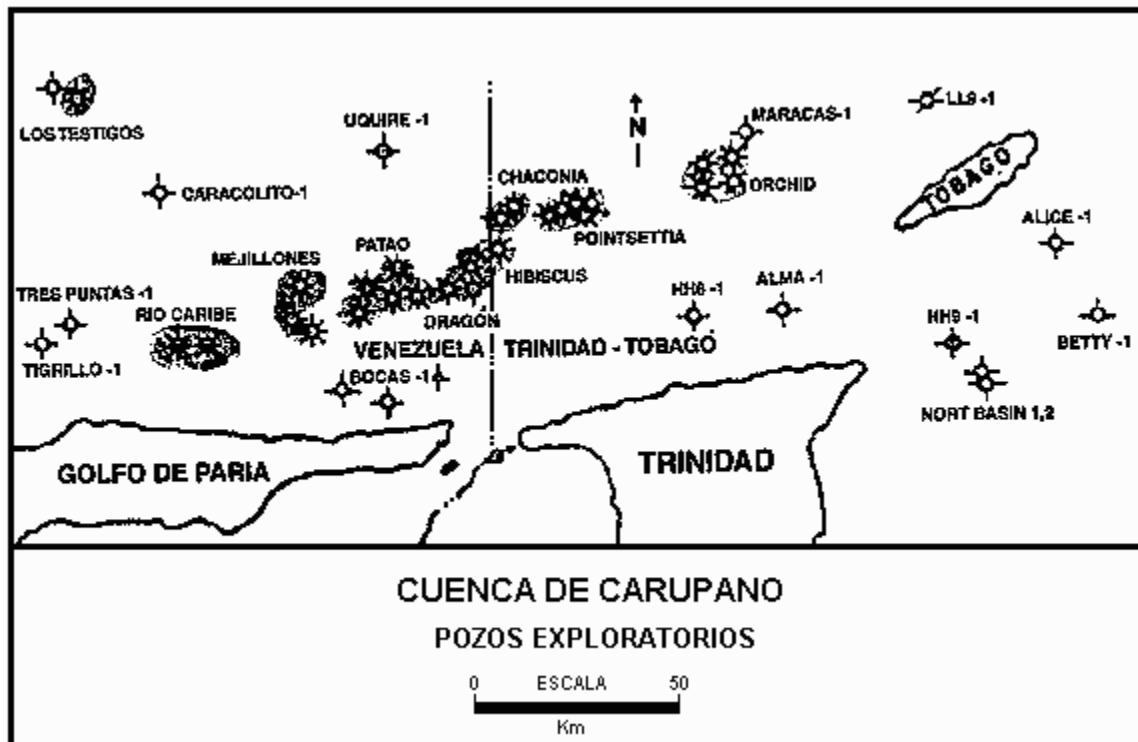 LOS TESTIGOS
UQUIRE -1
N
MARACAS-1
LL9 -1
CARACOLITO-1
CHACONIA
ORCHID
TOBAGO
POINTSETTIA
ALICE -1
MEJILLONES
PATAO
HIBISCUS
TRES PUNTAS -1
RIO CARIBE
DRAGON
HH8 -1
ALMA -1
HH9 -1
BETTY -1
TIGRILLO -1
VENEZUELA
TRINIDAD - TOBAGO
BOCAS -1
NORT BASIN 1,2
GOLFO DE PARIA
TRINIDAD
CUENCA DE CARUPANO
POZOS EXPLORATORIOS
0 ESCALA 50
Km